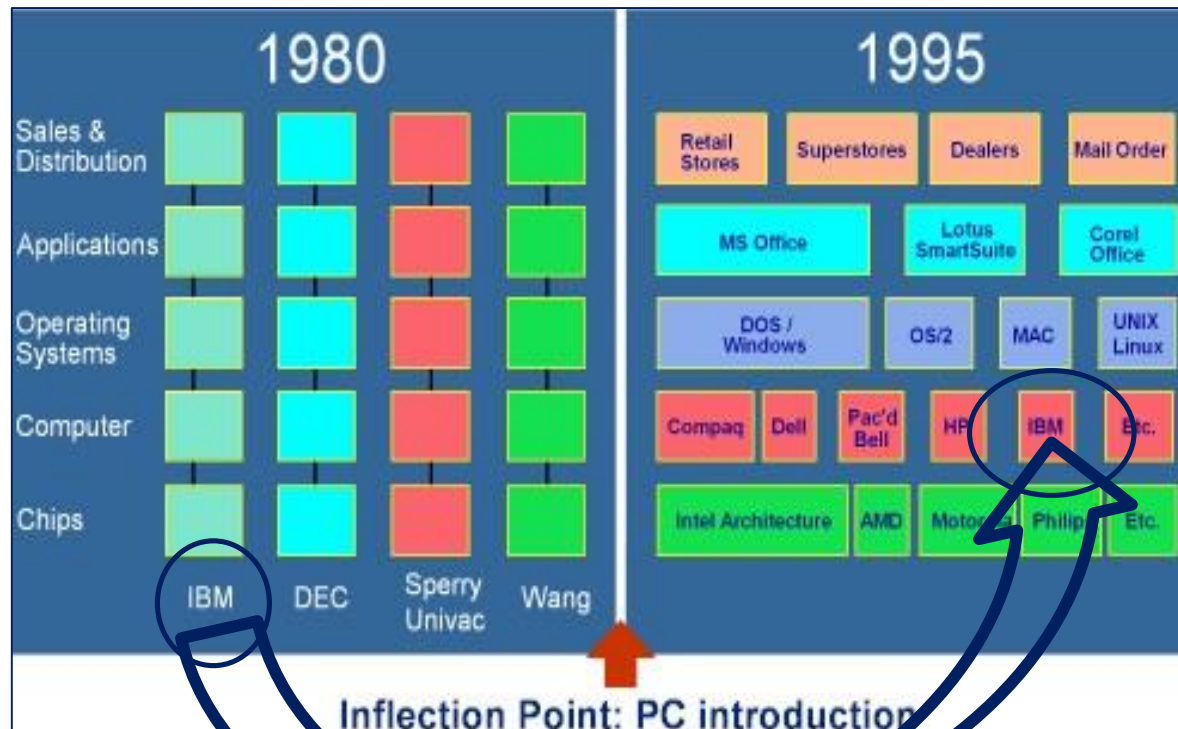 1980
1995
Sales &
Distribution
Applications
Operating
Systems
Computer
Chips
IBM
DEC
Sperry
Univac
Wang
Retail
Stores
Superstores
Dealers
Mail Order
MS Office
Lotus
SmartSuite
Corel
Office
DOS /
Windows
OS/2
MAC
UNIX
Linux
Compaq
Dell
Pac'd
Bell
HP
IBM
Etc.
Intel Architecture
AMD
Etc.
Inflection Point: PC introduction